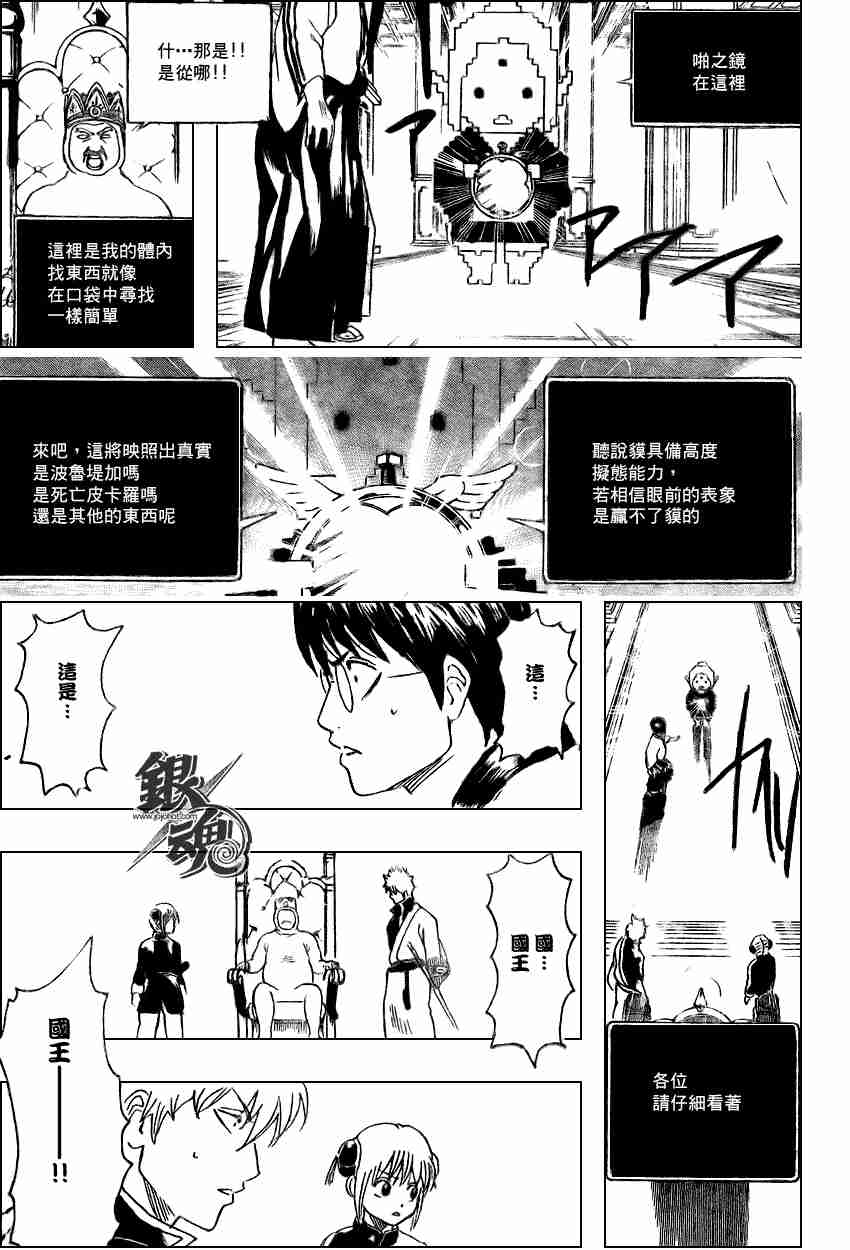 啪之鏡
在這裡
什…那是!!
是從哪!!
這裡是我的體內
找東西就像
在口袋中尋找
一樣簡單
聽說貘具備高度
擬態能力，
若相信眼前的表象
是贏不了貘的
來吧，這將映照出真實
是波魯堤加嗎
是死亡皮卡羅嗎
還是其他的東西呢
各位
請仔細看著
這…
這是…
國…
國王
國王——!!
銀魂
www.jojohot.com